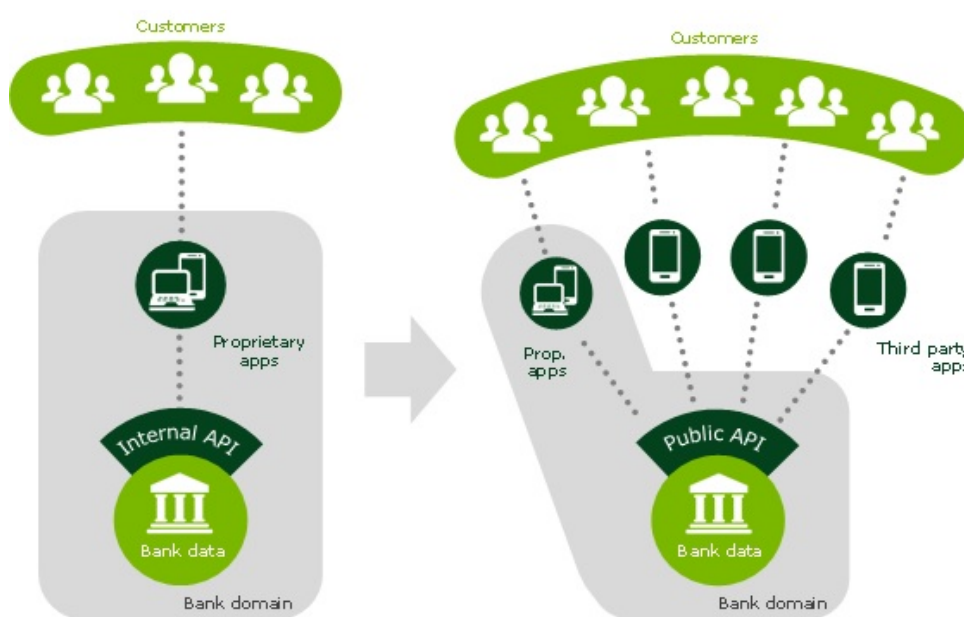 Customers
Proprietary
apps
Internal API
Bank data
Bank domain
Customers
Prop.
apps
Third party
apps
Public API
Bank data
Bank domain